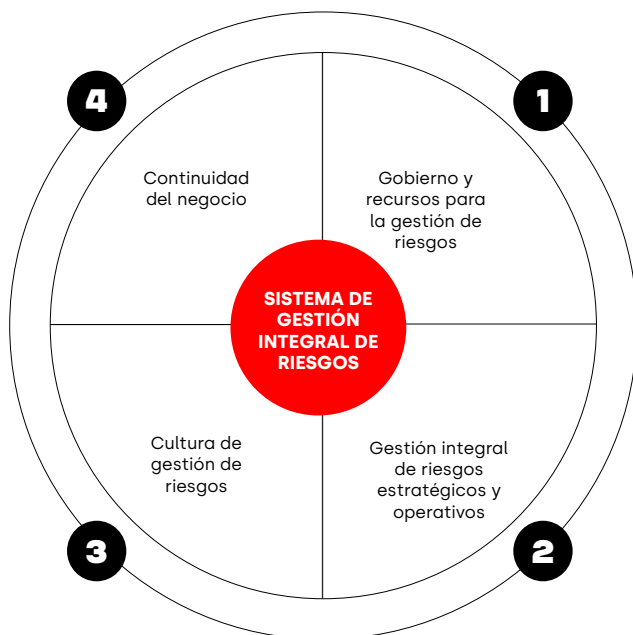 4
1
Continuidad
del negocio
Gobierno y
recursos para
la gestión de
riesgos
SISTEMA DE
GESTIÓN
INTEGRAL DE
RIESGOS
Cultura de
gestión de
riesgos
Gestión integral
de riesgos
estratégicos y
operativos
3
2